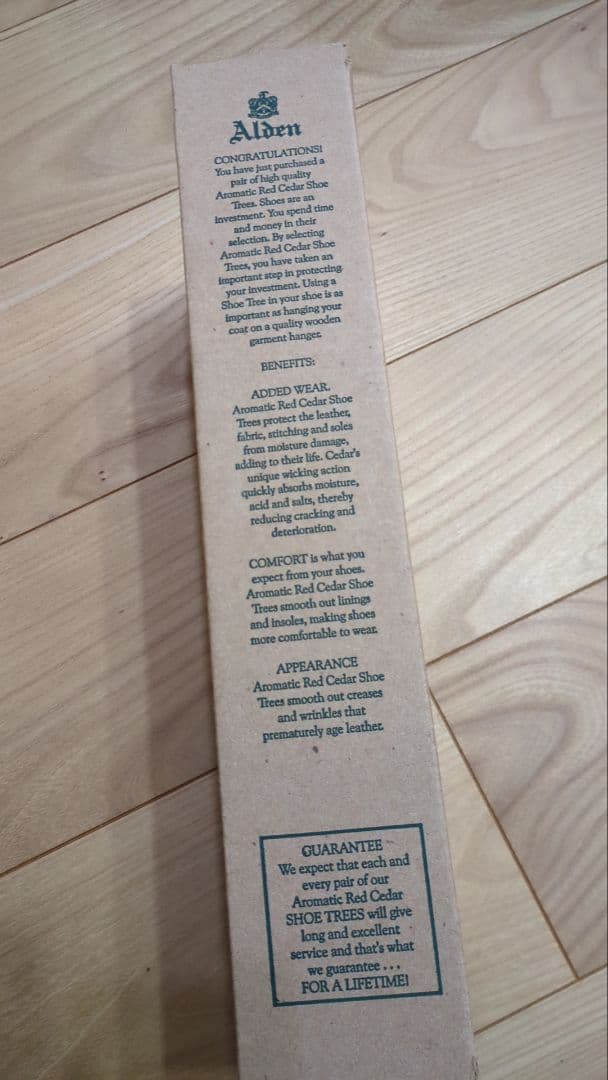 Alden
CONGRATULATIONS!
You have just purchased a
pair of high quality
Aromatic Red Cedar Shoe
Trees. Shoes are an
investment. You spend time
and money in their
selection. By selecting
Aromatic Red Cedar Shoe
Trees, you have taken an
important step in protecting
your investment. Using a
Shoe Tree in your shoe is as
important as hanging your
coat on a quality wooden
garment hanger.
BENEFITS:
ADDED WEAR.
Aromatic Red Cedar Shoe
Trees protect the leather,
fabric, stitching and soles
from moisture damage,
adding to their life. Cedar's
unique wicking action
quickly absorbs moisture,
acid and salts, thereby
reducing cracking and
deterioration.
COMFORT is what you
expect from your shoes.
Aromatic Red Cedar Shoe
Trees smooth out linings
and insoles, making shoes
more comfortable to wear.
APPEARANCE
Aromatic Red Cedar Shoe
Trees smooth out creases
and wrinkles that
prematurely age leather.
GUARANTEE
We expect that each and
every pair of our
Aromatic Red Cedar
SHOE TREES will give
long and excellent
service and that's what
we guarantee . . .
FOR A LIFETIME!